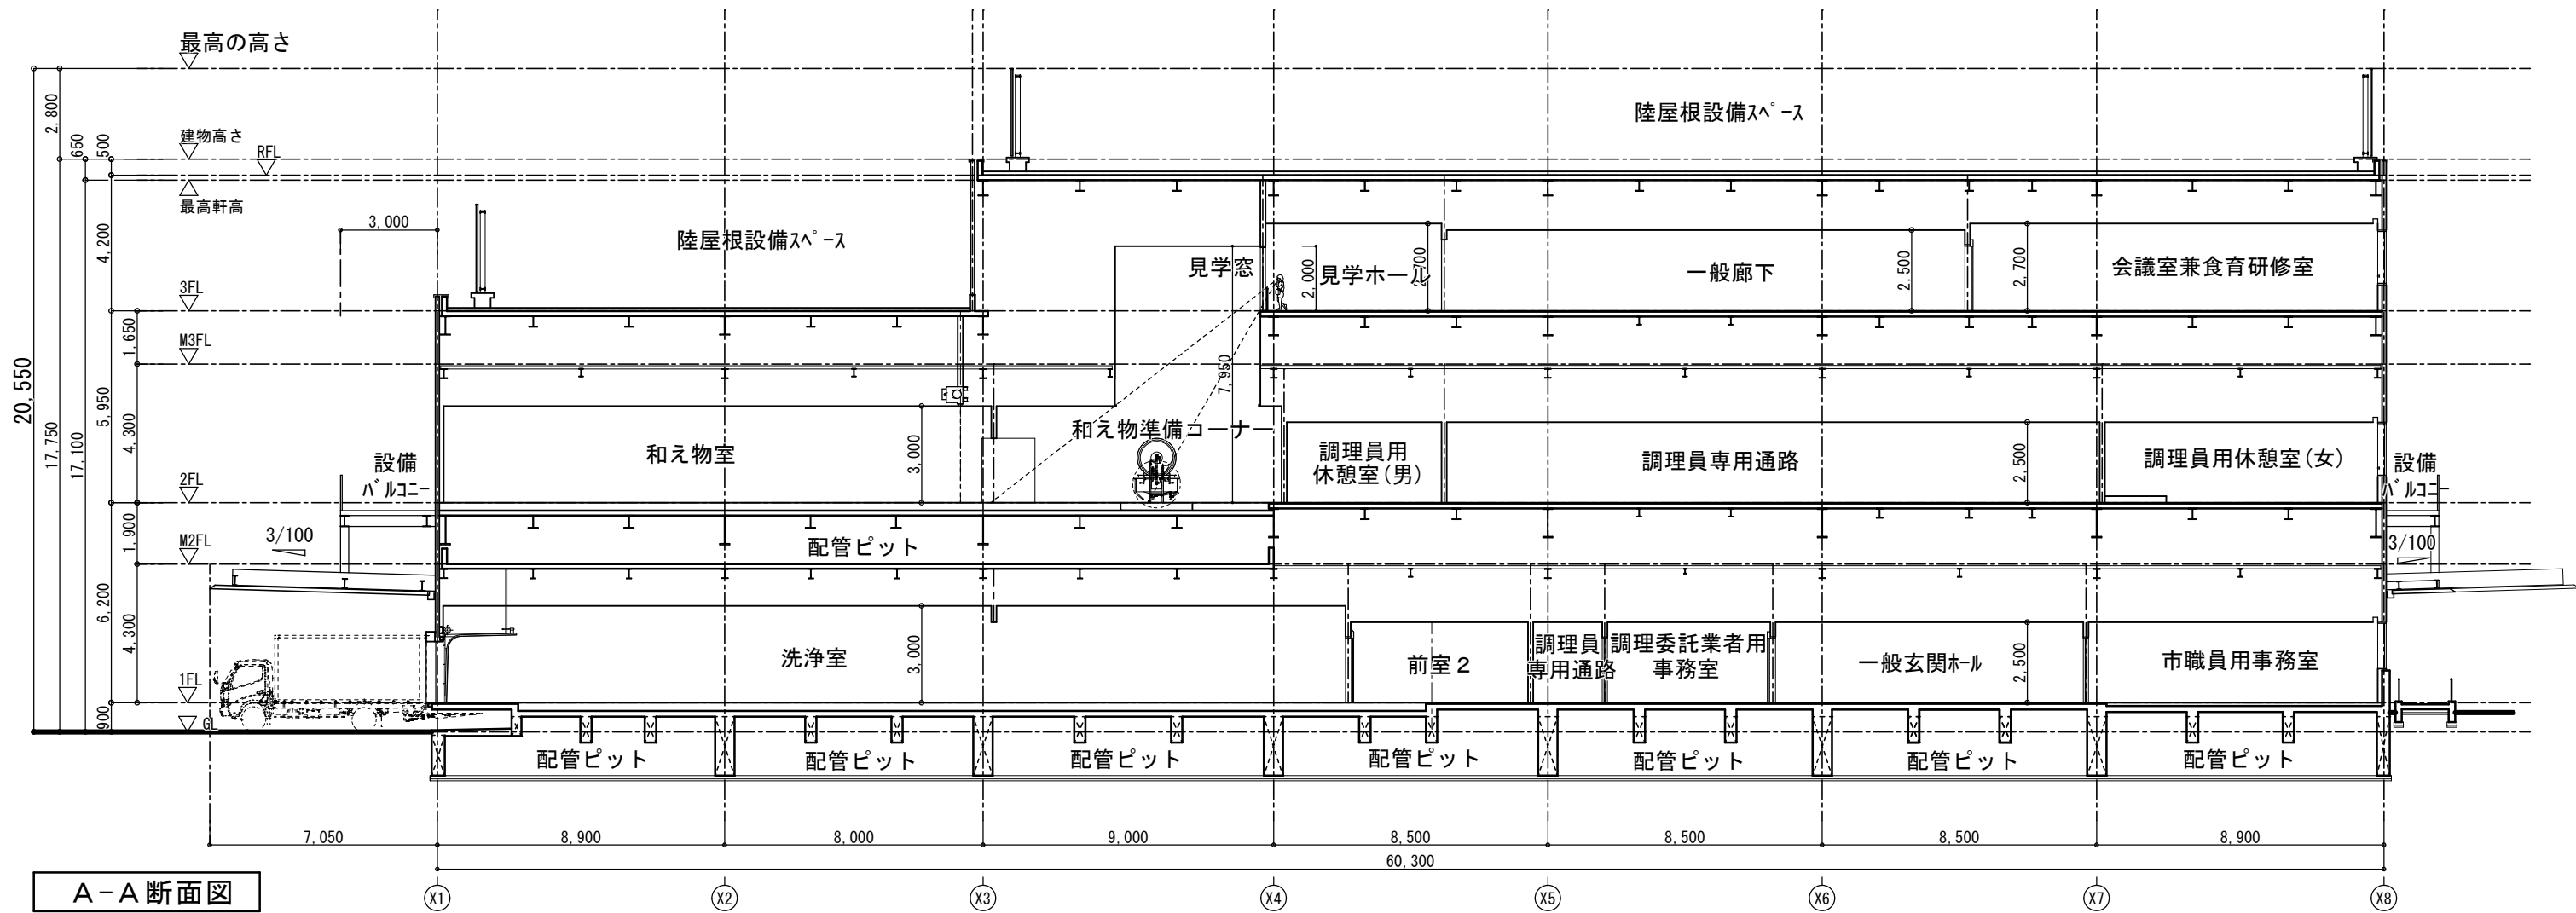 最高の高さ
2,800
陸屋根設備ｽﾍﾟｰｽ
建物高さ
650
500
RFL
最高軒高
3,000
4,200
陸屋根設備ｽﾍﾟｰｽ
見学窓
2,000
見学ホール
一般廊下
2,500
2,700
会議室兼食育研修室
3FL
1,650
M3FL
20,550
17,750
17,100
5,950
4,300
7,950
和え物室
3,000
和え物準備コーナー
調理員用
休憩室(男)
調理員専用通路
2,500
調理員用休憩室(女)
設備
ﾊﾞﾙｺﾆｰ
設備
ﾊﾞﾙｺﾆｰ
2FL
1,900
M2FL
3/100
配管ピット
3/100
6,200
4,300
洗浄室
3,000
前室2
調理員
専用通路
調理委託業者用
事務室
一般玄関ﾎｰﾙ
2,500
市職員用事務室
1FL
900
GL
配管ピット
配管ピット
配管ピット
配管ピット
配管ピット
配管ピット
配管ピット
7,050
8,900
8,000
9,000
8,500
8,500
8,500
8,900
60,300
A-A断面図
X1
X2
X3
X4
X5
X6
X7
X8